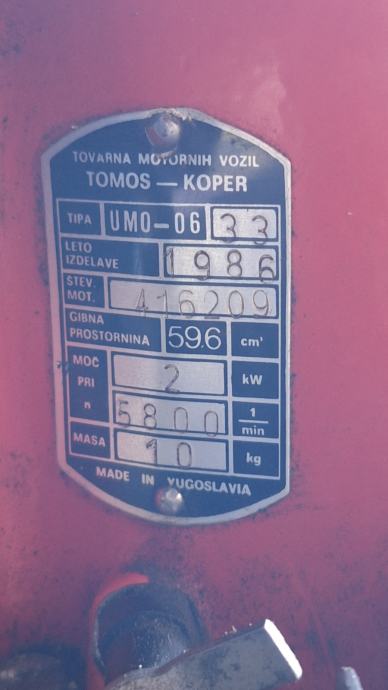 TOVARNA MOTORNIH VOZIL
TOMOS — KOPER
TIPA UMO-06 33
LETO IZDELAVE 1986
ŠTEV. MOT. 416209
GIBNA PROSTORNINA 59.6 cm³
MOČ 2 kW
PRI n 5800 1/min
MASA 10 kg
MADE IN YUGOSLAVIA